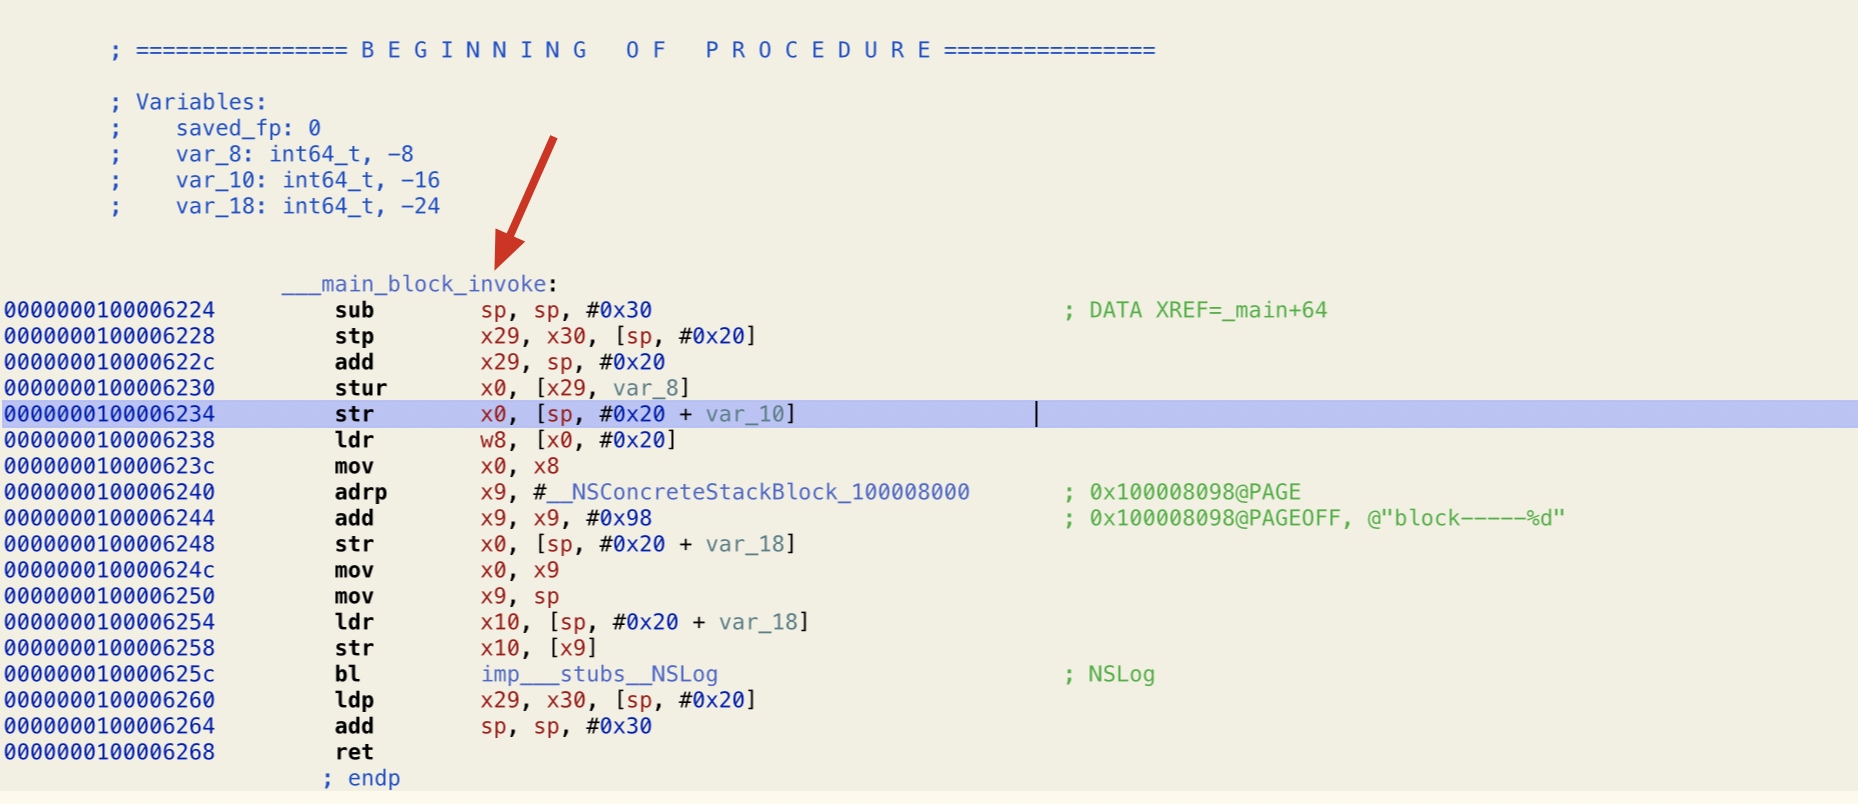 ; ================ B E G I N N I N G   O F   P R O C E D U R E ================
; Variables:
;    saved_fp: 0
;    var_8: int64_t, −8
;    var_10: int64_t, −16
;    var_18: int64_t, −24
___main_block_invoke:
0000000100006224 sub sp, sp, #0x30 ; DATA XREF=_main+64
0000000100006228 stp x29, x30, [sp, #0x20]
000000010000622c add x29, sp, #0x20
0000000100006230 stur x0, [x29, var_8]
0000000100006234 str x0, [sp, #0x20 + var_10]
0000000100006238 ldr w8, [x0, #0x20]
000000010000623c mov x0, x8
0000000100006240 adrp x9, #__NSConcreteStackBlock_100008000 ; 0x100008098@PAGE
0000000100006244 add x9, x9, #0x98 ; 0x100008098@PAGEOFF, @"block−−−−−%d"
0000000100006248 str x0, [sp, #0x20 + var_18]
000000010000624c mov x0, x9
0000000100006250 mov x9, sp
0000000100006254 ldr x10, [sp, #0x20 + var_18]
0000000100006258 str x10, [x9]
000000010000625c bl imp___stubs__NSLog ; NSLog
0000000100006260 ldp x29, x30, [sp, #0x20]
0000000100006264 add sp, sp, #0x30
0000000100006268 ret
; endp